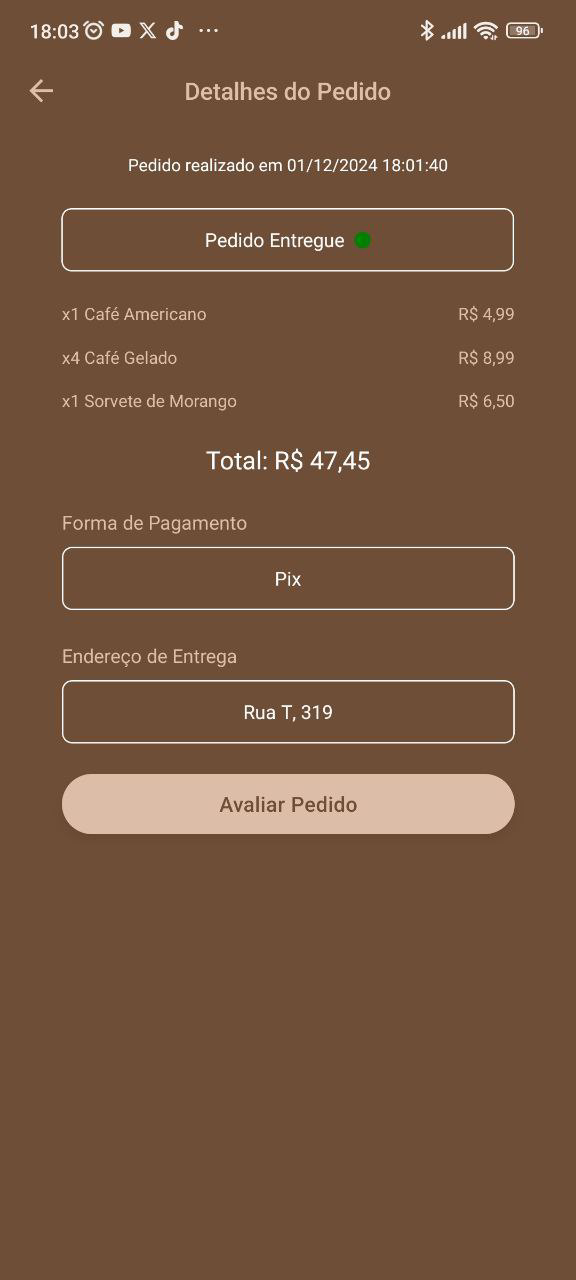 18:03 ... 96
Detalhes do Pedido
Pedido realizado em 01/12/2024 18:01:40
Pedido Entregue
x1 Café Americano R$ 4,99
x4 Café Gelado R$ 8,99
x1 Sorvete de Morango R$ 6,50
Total: R$ 47,45
Forma de Pagamento
Pix
Endereço de Entrega
Rua T, 319
Avaliar Pedido